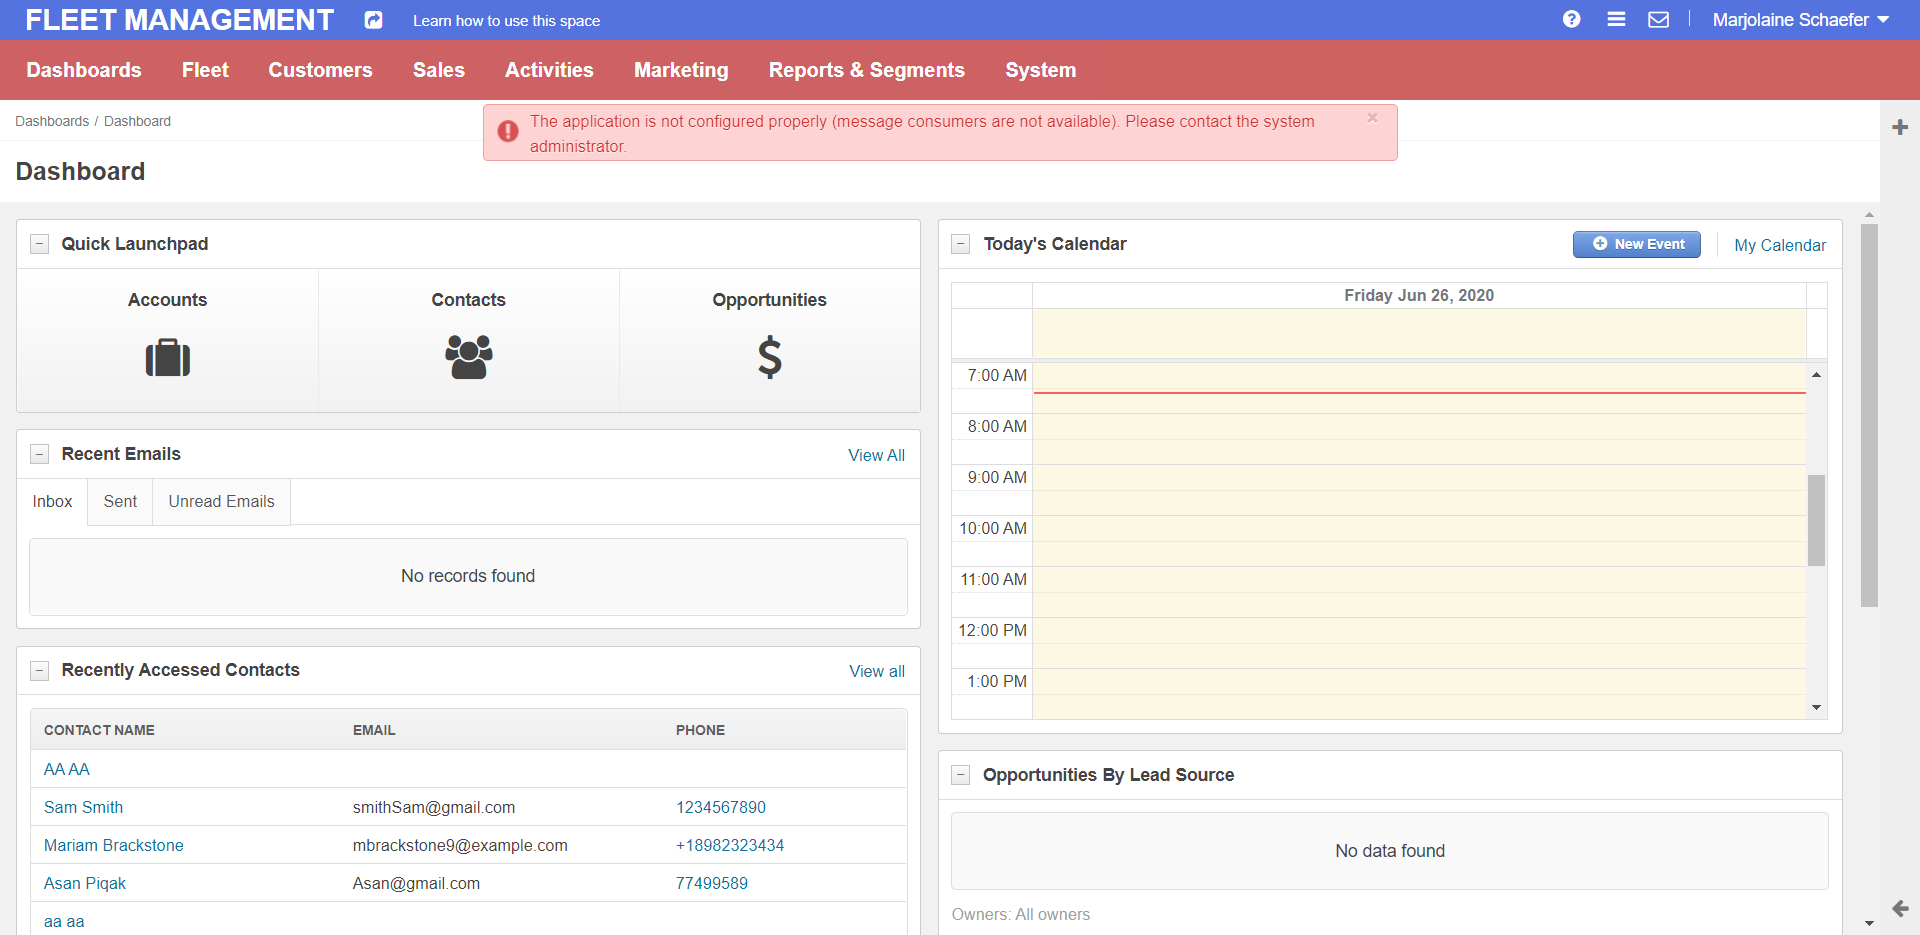 FLEET MANAGEMENT
Learn how to use this space
Marjolaine Schaefer
Dashboards
Fleet
Customers
Sales
Activities
Marketing
Reports & Segments
System
Dashboards / Dashboard
The application is not configured properly (message consumers are not available). Please contact the system
administrator.
×
Dashboard
Quick Launchpad
Accounts
Contacts
Opportunities
Recent Emails
View All
Inbox
Sent
Unread Emails
No records found
Recently Accessed Contacts
View all
CONTACT NAME EMAIL PHONE
AA AA
Sam Smith smithSam@gmail.com 1234567890
Mariam Brackstone mbrackstone9@example.com +18982323434
Asan Piqak Asan@gmail.com 77499589
aa aa
Today's Calendar
New Event
My Calendar
Friday Jun 26, 2020
7:00 AM
8:00 AM
9:00 AM
10:00 AM
11:00 AM
12:00 PM
1:00 PM
Opportunities By Lead Source
No data found
Owners: All owners